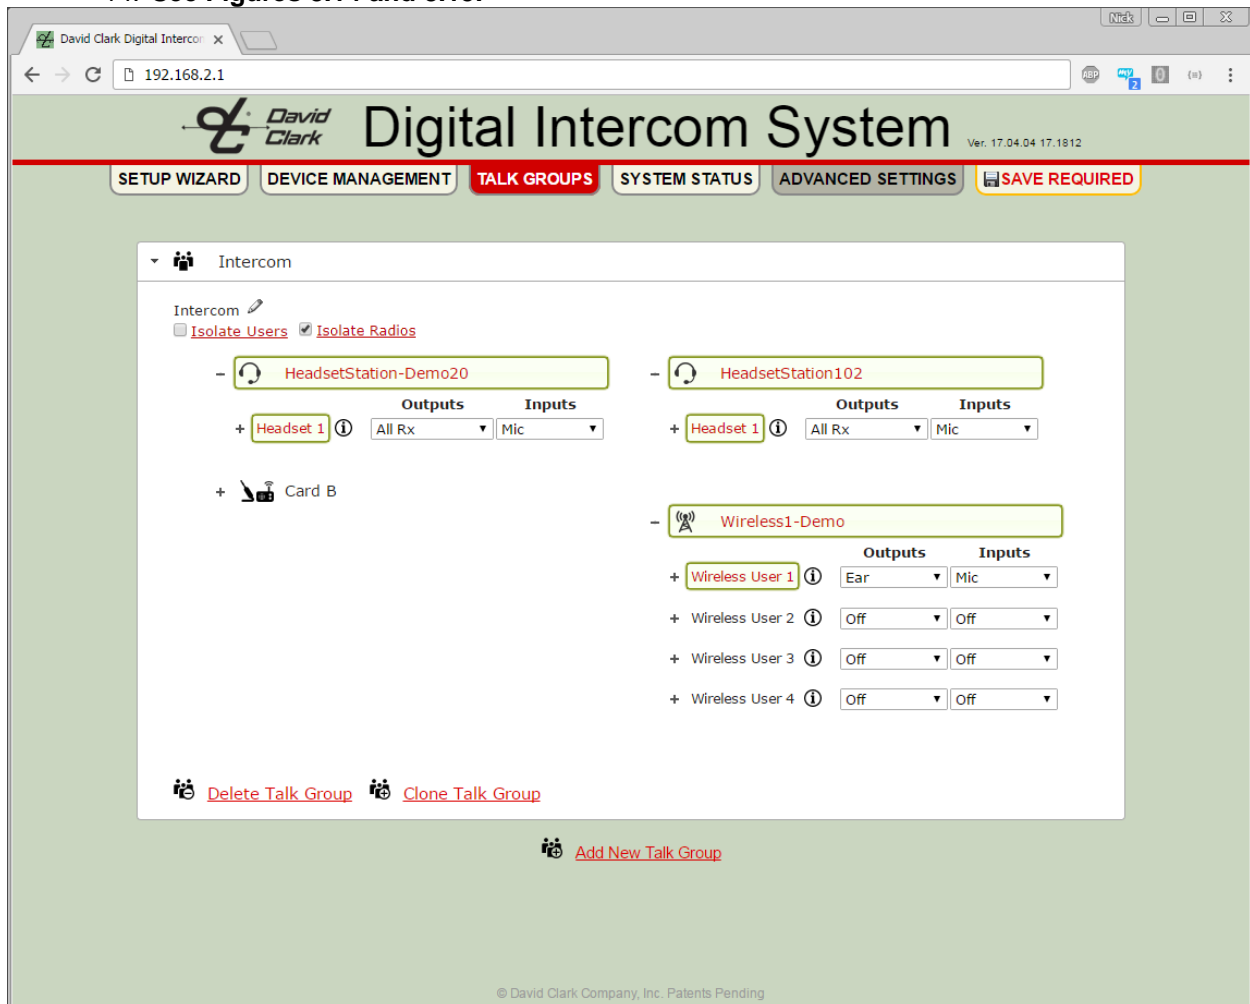 See Figures
Nick
David Clark Digital Intercor
192.168.2.1
ABP
2
David Clark
Digital Intercom System
Ver. 17.04.04 17.1812
SETUP WIZARD DEVICE MANAGEMENT TALK GROUPS SYSTEM STATUS ADVANCED SETTINGS SAVE REQUIRED
Intercom
Intercom
Isolate Users Isolate Radios
HeadsetStation-Demo20 HeadsetStation102
Outputs Inputs Outputs Inputs
Headset 1 All Rx Mic Headset 1 All Rx Mic
Card B
Wireless1-Demo
Outputs Inputs
Wireless User 1 Ear Mic
Wireless User 2 Off Off
Wireless User 3 Off Off
Wireless User 4 Off Off
Delete Talk Group Clone Talk Group
Add New Talk Group
© David Clark Company, Inc. Patents Pending